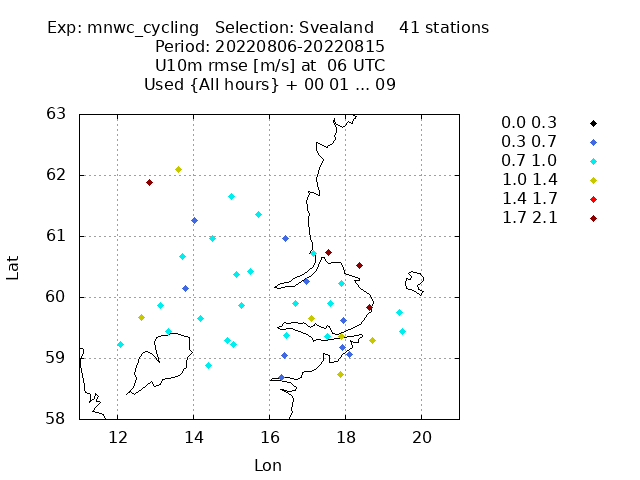 Exp: mnwc_cycling   Selection: Svealand     41 stations
Period: 20220806-20220815
U10m rmse [m/s] at  06 UTC
Used {All hours} + 00 01 ... 09
63
62
61
60
59
58
Lat
12 14 16 18 20
Lon
0.0 0.3
0.3 0.7
0.7 1.0
1.0 1.4
1.4 1.7
1.7 2.1